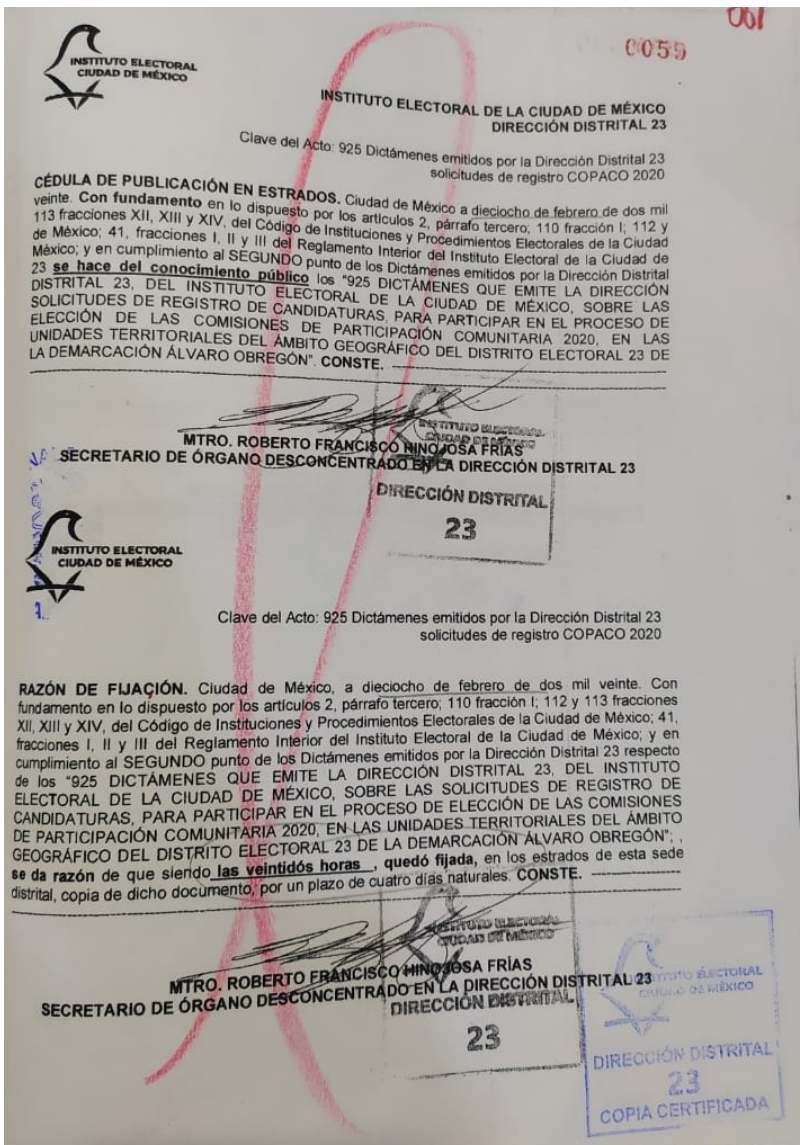 061
0059
INSTITUTO ELECTORAL
CIUDAD DE MÉXICO
INSTITUTO ELECTORAL DE LA CIUDAD DE MÉXICO
DIRECCIÓN DISTRITAL 23
Clave del Acto: 925 Dictámenes emitidos por la Dirección Distrital 23
solicitudes de registro COPACO 2020
CÉDULA DE PUBLICACIÓN EN ESTRADOS. Ciudad de México a dieciocho de febrero de dos mil
veinte. Con fundamento en lo dispuesto por los artículos 2, párrafo tercero; 110 fracción I; 112 y
113 fracciones XII, XIII y XIV, del Código de Instituciones y Procedimientos Electorales de la Ciudad
de México; 41, fracciones I, II y III del Reglamento Interior del Instituto Electoral de la Ciudad de
México; y en cumplimiento al SEGUNDO punto de los Dictámenes emitidos por la Dirección Distrital
23 se hace del conocimiento público los "925 DICTÁMENES QUE EMITE LA DIRECCIÓN
DISTRITAL 23, DEL INSTITUTO ELECTORAL DE LA CIUDAD DE MÉXICO, SOBRE LAS
SOLICITUDES DE REGISTRO DE CANDIDATURAS, PARA PARTICIPAR EN EL PROCESO DE
ELECCIÓN DE LAS COMISIONES DE PARTICIPACIÓN COMUNITARIA 2020, EN LAS
UNIDADES TERRITORIALES DEL ÁMBITO GEOGRÁFICO DEL DISTRITO ELECTORAL 23 DE
LA DEMARCACIÓN ÁLVARO OBREGÓN". CONSTE.
INSTITUTO ELECTORAL
CIUDAD DE MÉXICO
MTRO. ROBERTO FRANCISCO HINOJOSA FRÍAS
SECRETARIO DE ÓRGANO DESCONCENTRADO EN LA DIRECCIÓN DISTRITAL 23
DIRECCIÓN DISTRITAL
23
INSTITUTO ELECTORAL
CIUDAD DE MÉXICO
Clave del Acto: 925 Dictámenes emitidos por la Dirección Distrital 23
solicitudes de registro COPACO 2020
RAZÓN DE FIJACIÓN. Ciudad de México, a dieciocho de febrero de dos mil veinte. Con
fundamento en lo dispuesto por los artículos 2, párrafo tercero; 110 fracción I; 112 y 113 fracciones
XII, XIII y XIV, del Código de Instituciones y Procedimientos Electorales de la Ciudad de México; 41,
fracciones I, II y III del Reglamento Interior del Instituto Electoral de la Ciudad de México; y en
cumplimiento al SEGUNDO punto de los Dictámenes emitidos por la Dirección Distrital 23 respecto
de los "925 DICTÁMENES QUE EMITE LA DIRECCIÓN DISTRITAL 23, DEL INSTITUTO
ELECTORAL DE LA CIUDAD DE MÉXICO, SOBRE LAS SOLICITUDES DE REGISTRO DE
CANDIDATURAS, PARA PARTICIPAR EN EL PROCESO DE ELECCIÓN DE LAS COMISIONES
DE PARTICIPACIÓN COMUNITARIA 2020, EN LAS UNIDADES TERRITORIALES DEL ÁMBITO
GEOGRÁFICO DEL DISTRITO ELECTORAL 23 DE LA DEMARCACIÓN ÁLVARO OBREGÓN"; ,
se da razón de que siendo las veintidós horas , quedó fijada, en los estrados de esta sede
distrital, copia de dicho documento, por un plazo de cuatro días naturales. CONSTE.
INSTITUTO ELECTORAL
CIUDAD DE MÉXICO
MTRO. ROBERTO FRANCISCO HINOJOSA FRÍAS
SECRETARIO DE ÓRGANO DESCONCENTRADO EN LA DIRECCIÓN DISTRITAL 23
DIRECCIÓN DISTRITAL
23
INSTITUTO ELECTORAL
CIUDAD DE MÉXICO
DIRECCIÓN DISTRITAL
23
COPIA CERTIFICADA